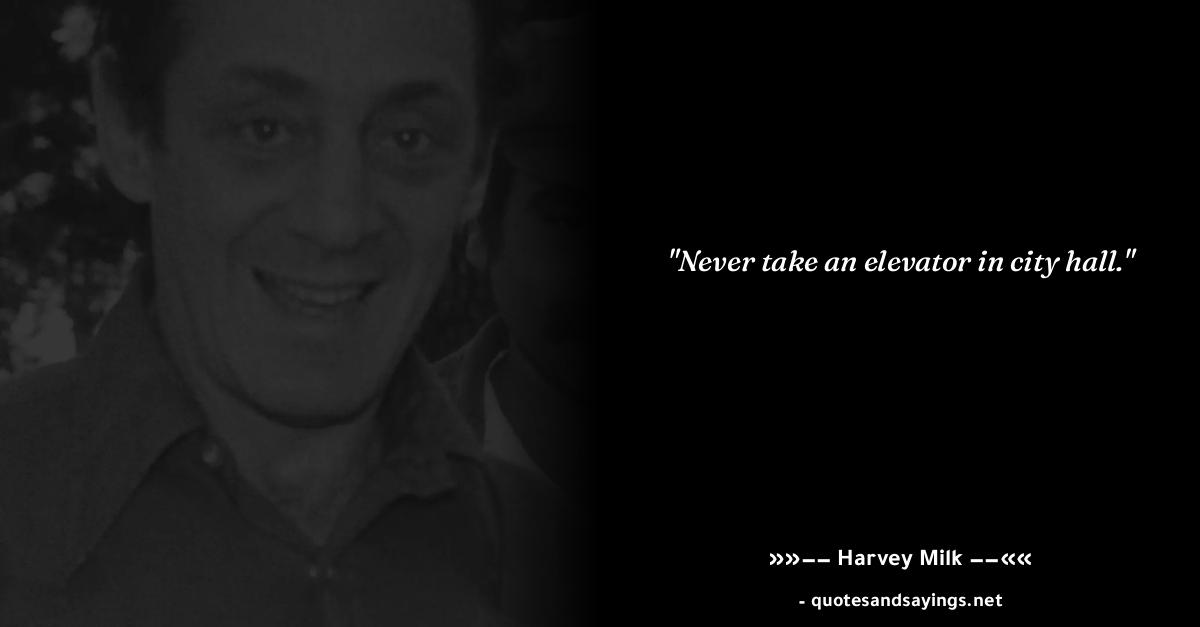 "Never take an elevator in city hall."
»»–– Harvey Milk ––««
- quotesandsayings.net